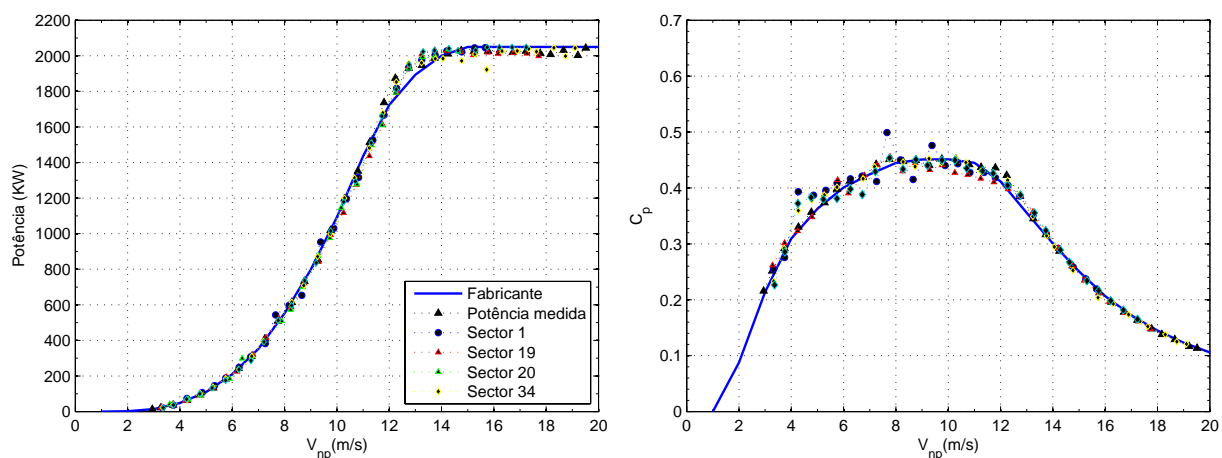 2200
2000
1800
1600
1400
1200
1000
800
600
400
200
0
Potência (KW)
0 2 4 6 8 10 12 14 16 18 20
V_np(m/s)
Fabricante
Potência medida
Sector 1
Sector 19
Sector 20
Sector 34
0.7
0.6
0.5
0.4
0.3
0.2
0.1
0
C_p
0 2 4 6 8 10 12 14 16 18 20
V_np(m/s)